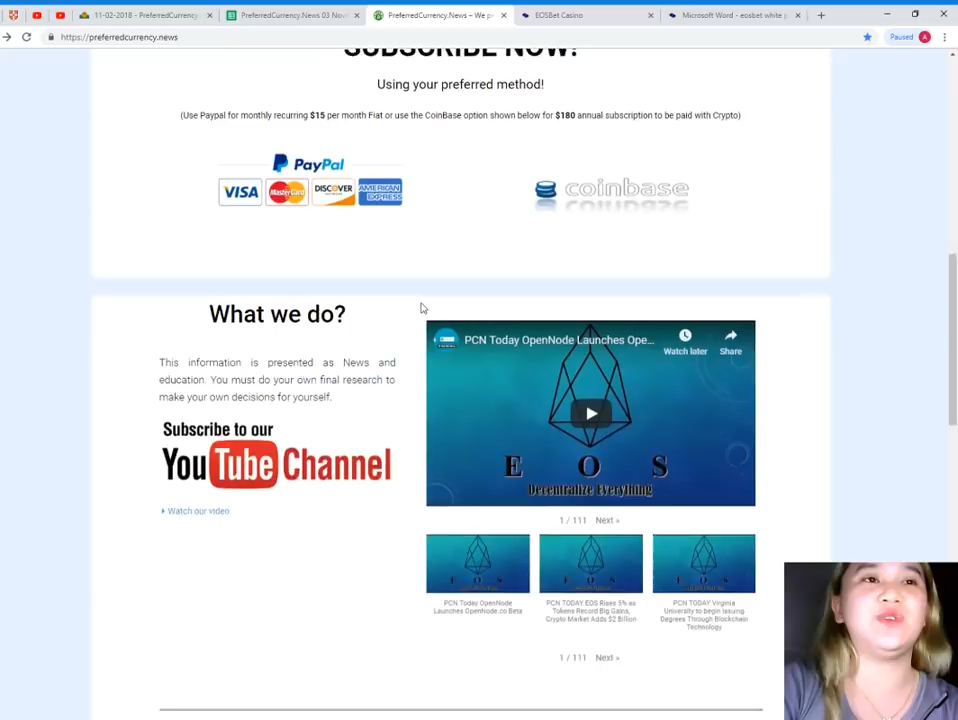 11-02-2018 - PreferredCurrency
PreferredCurrency.News 03 Nov
PreferredCurrency.News – We p
EOSBet Casino
Microsoft Word - eosbet white p
https://preferredcurrency.news
Paused
A
SUBSCRIBE NOW!
Using your preferred method!
(Use Paypal for monthly recurring $15 per month Fiat or use the CoinBase option shown below for $180 annual subscription to be paid with Crypto)
PayPal
VISA
MasterCard
DISCOVER
AMERICAN EXPRESS
coinbase
What we do?
This information is presented as News and
education. You must do your own final research to
make your own decisions for yourself.
Subscribe to our
YouTube Channel
Watch our video
PCN Today OpenNode Launches Ope...
Watch later
Share
E O S
Decentralize Everything
1 / 111 Next »
E O S
E O S
E O S
PCN Today OpenNode
Launches OpenNode.co Beta
PCN TODAY EOS Rises 5% as
Tokens Record Big Gains,
Crypto Market Adds $2 Billion
PCN TODAY Virginia
University to begin Issuing
Degrees Through Blockchain
Technology
1 / 111 Next »